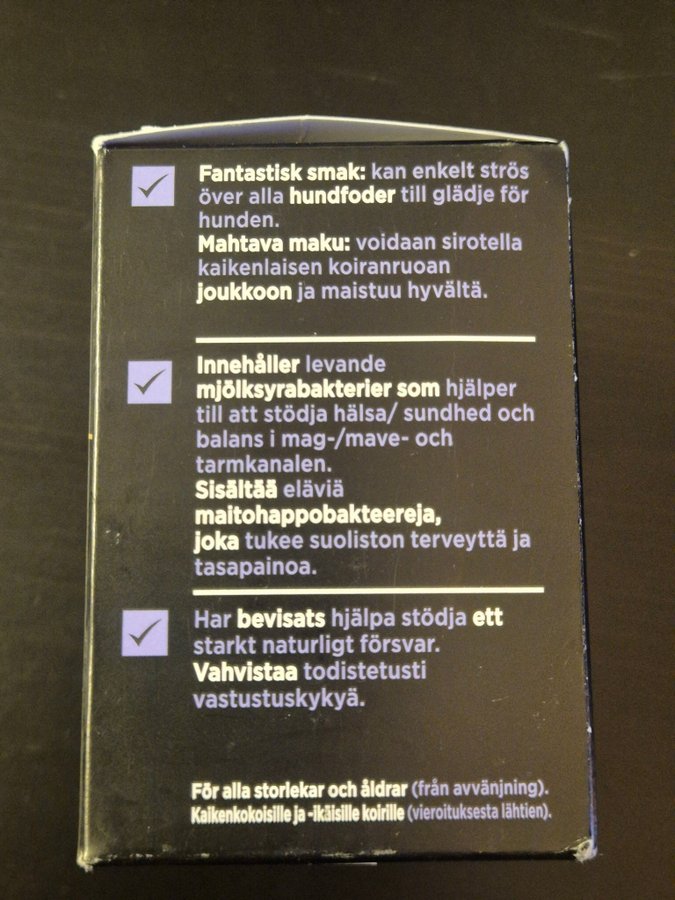 Fantastisk smak: kan enkelt strös
över alla hundfoder till glädje för
hunden.
Mahtava maku: voidaan sirotella
kaikenlaisen koiranruoan
joukkoon ja maistuu hyvältä.
Innehåller levande
mjölksyrabakterier som hjälper
till att stödja hälsa/ sundhed och
balans i mag-/mave- och
tarmkanalen.
Sisältää eläviä
maitohappobakteereja,
joka tukee suoliston terveyttä ja
tasapainoa.
Har bevisats hjälpa stödja ett
starkt naturligt försvar.
Vahvistaa todistetusti
vastustuskykyä.
För alla storlekar och åldrar (från avvänjning).
Kaikenkokoisille ja -ikäisille koirille (vieroituksesta lähtien).